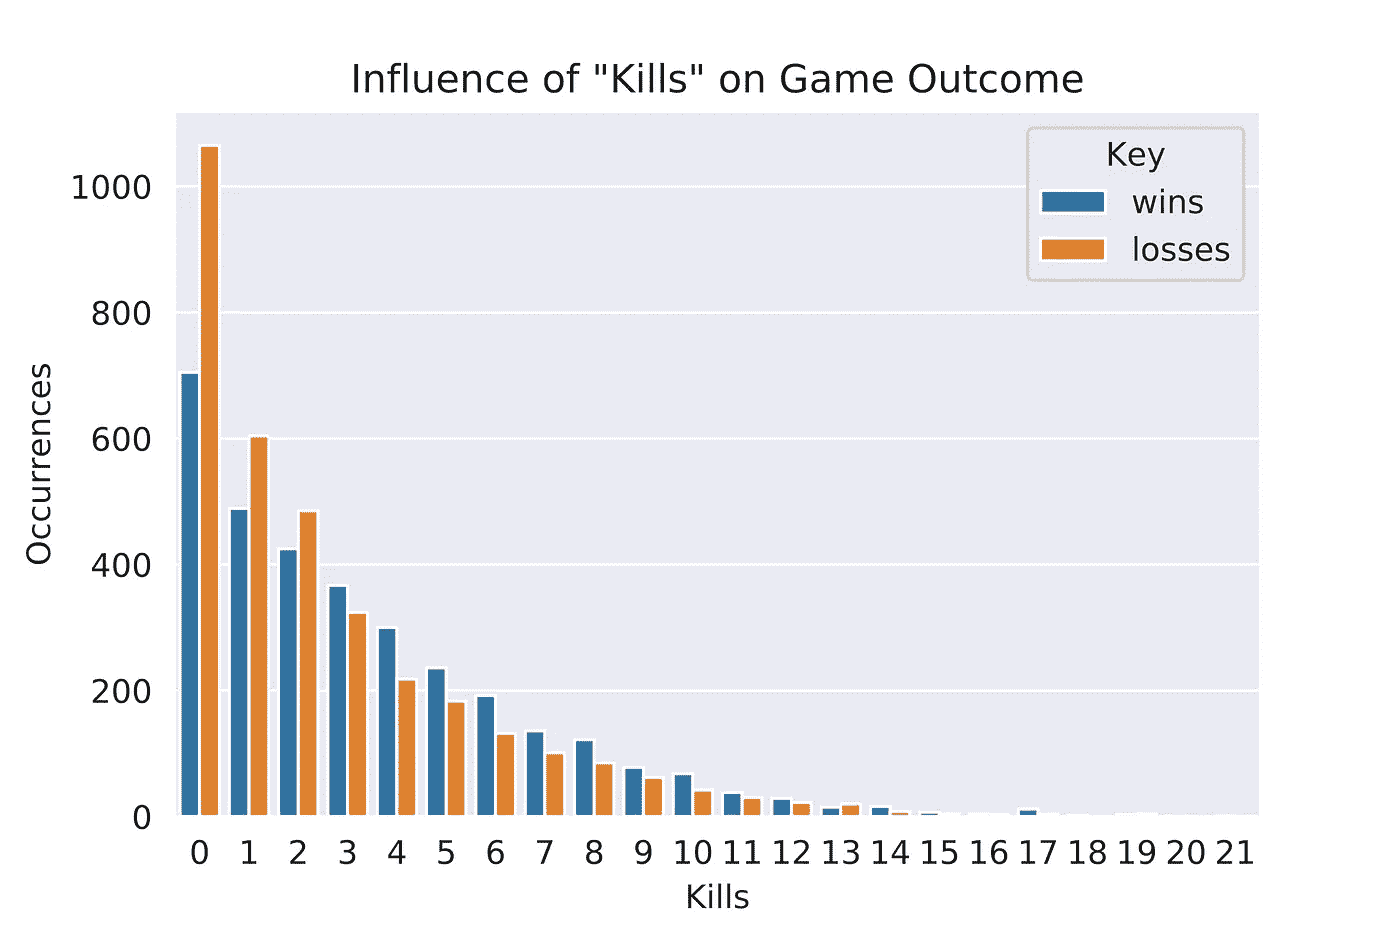 Influence of "Kills" on Game Outcome
Key
wins
losses
1000
800
600
400
200
0
Occurrences
0 1 2 3 4 5 6 7 8 9 10 11 12 13 14 15 16 17 18 19 20 21
Kills